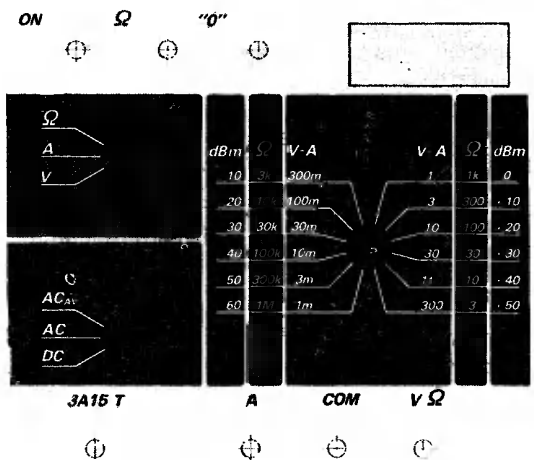 ON Ω "0"
Ω
A
V
dBm Ω V-A V-A Ω dBm
10 3k 300m 1 1k 0
20 10k 100m 3 300 -10
30 30k 30m 10 100 -20
40 100k 10m 30 30 -30
50 300k 3m 10 -40
60 1M 1m 300 3 -50
AC
AC
DC
3A15 T A COM V Ω